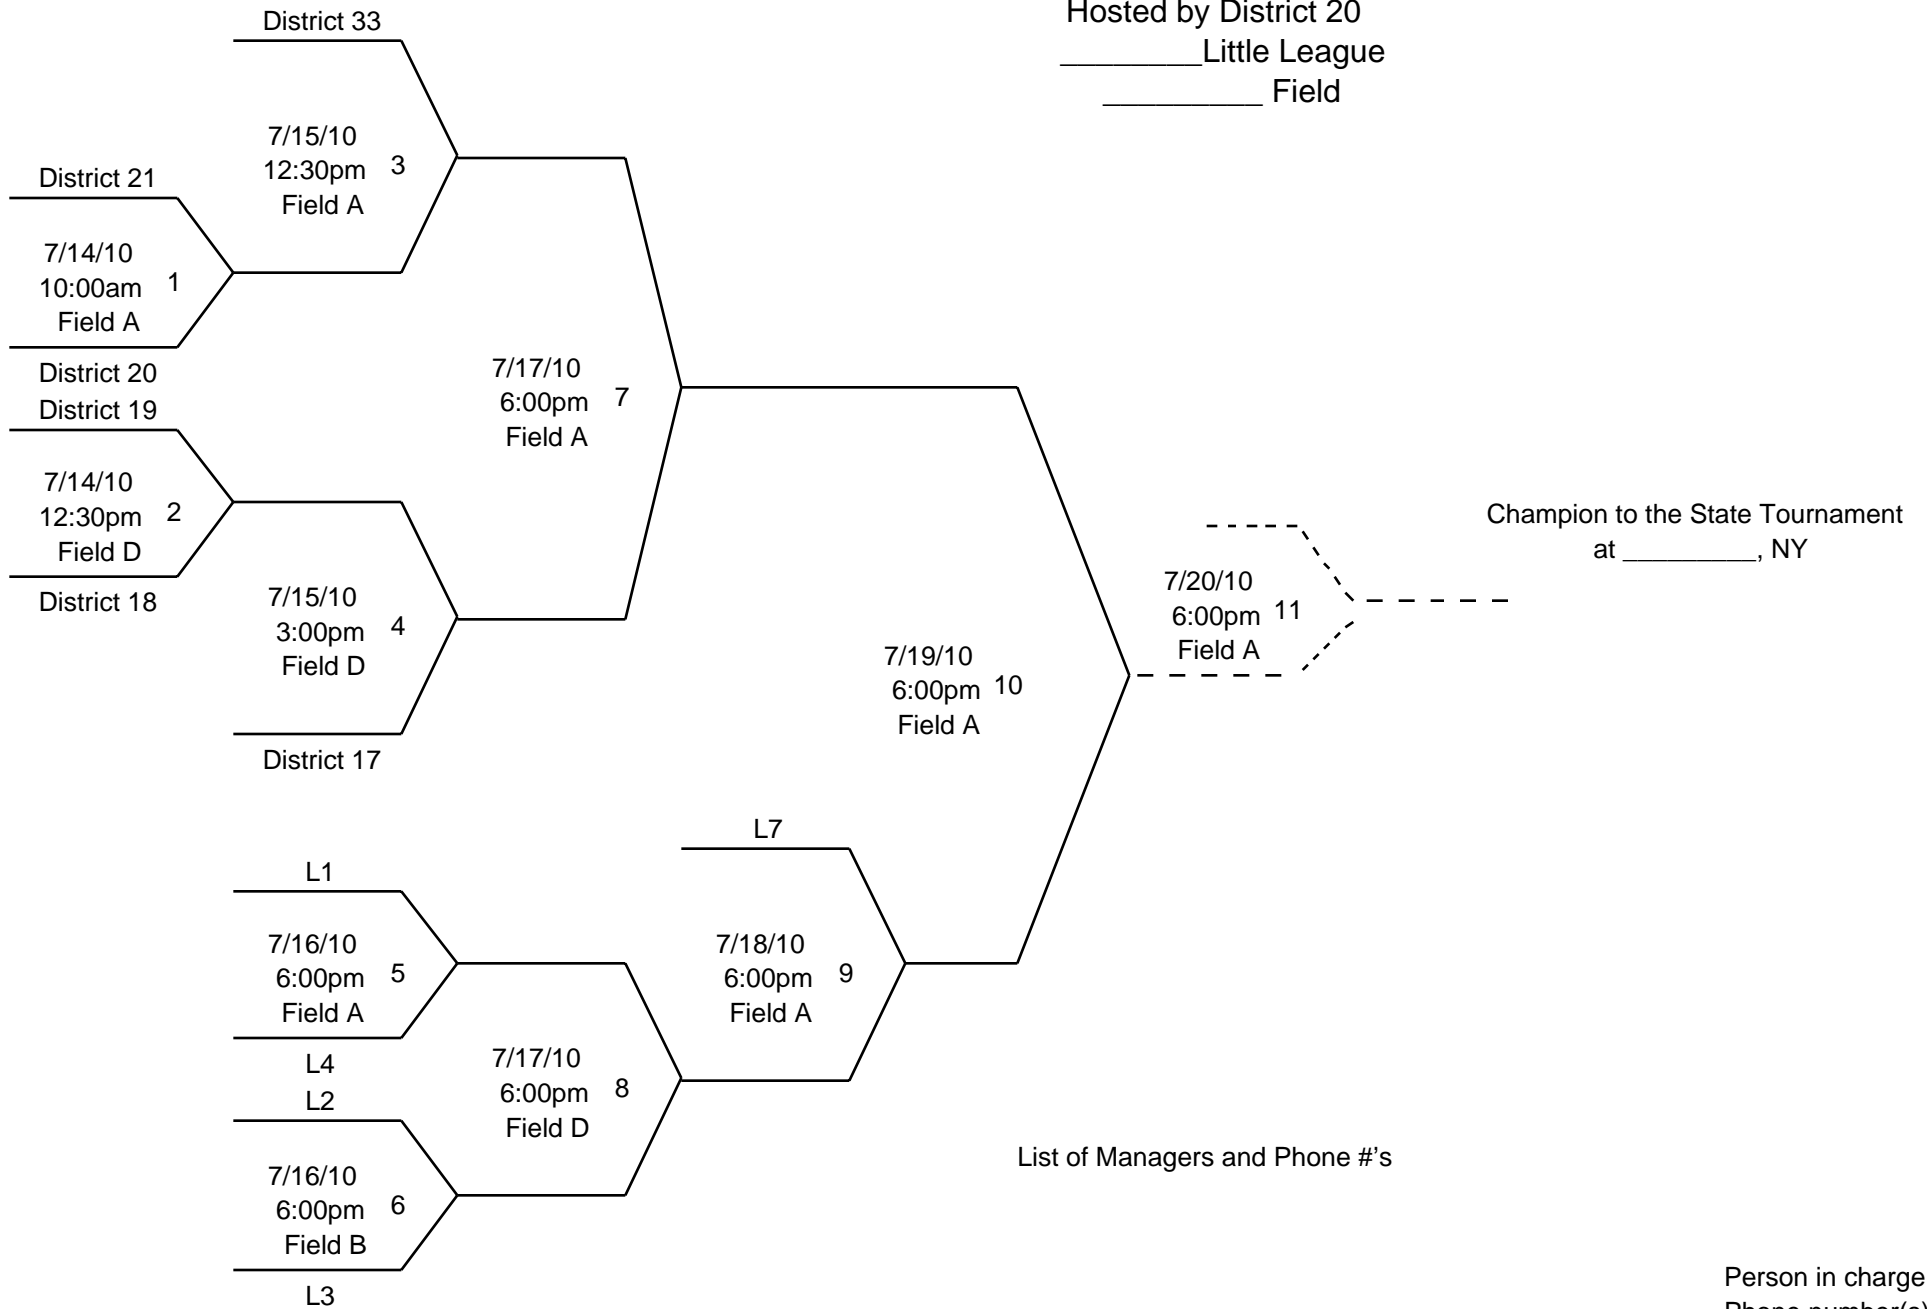 Hosted by District 20
________Little League
_________ Field
District 33
7/15/10
12:30pm 3
Field A
District 21
7/14/10
10:00am 1
Field A
District 20
District 19
7/14/10
12:30pm 2
Field D
District 18
7/15/10
3:00pm 4
Field D
District 17
7/17/10
6:00pm 7
Field A
L1
7/16/10
6:00pm 5
Field A
L4
L2
7/16/10
6:00pm 6
Field B
L3
7/17/10
6:00pm 8
Field D
L7
7/18/10
6:00pm 9
Field A
7/19/10
6:00pm 10
Field A
7/20/10
6:00pm 11
Field A
Champion to the State Tournament
at _________, NY
List of Managers and Phone #’s
Person in charge
Phone number(s)